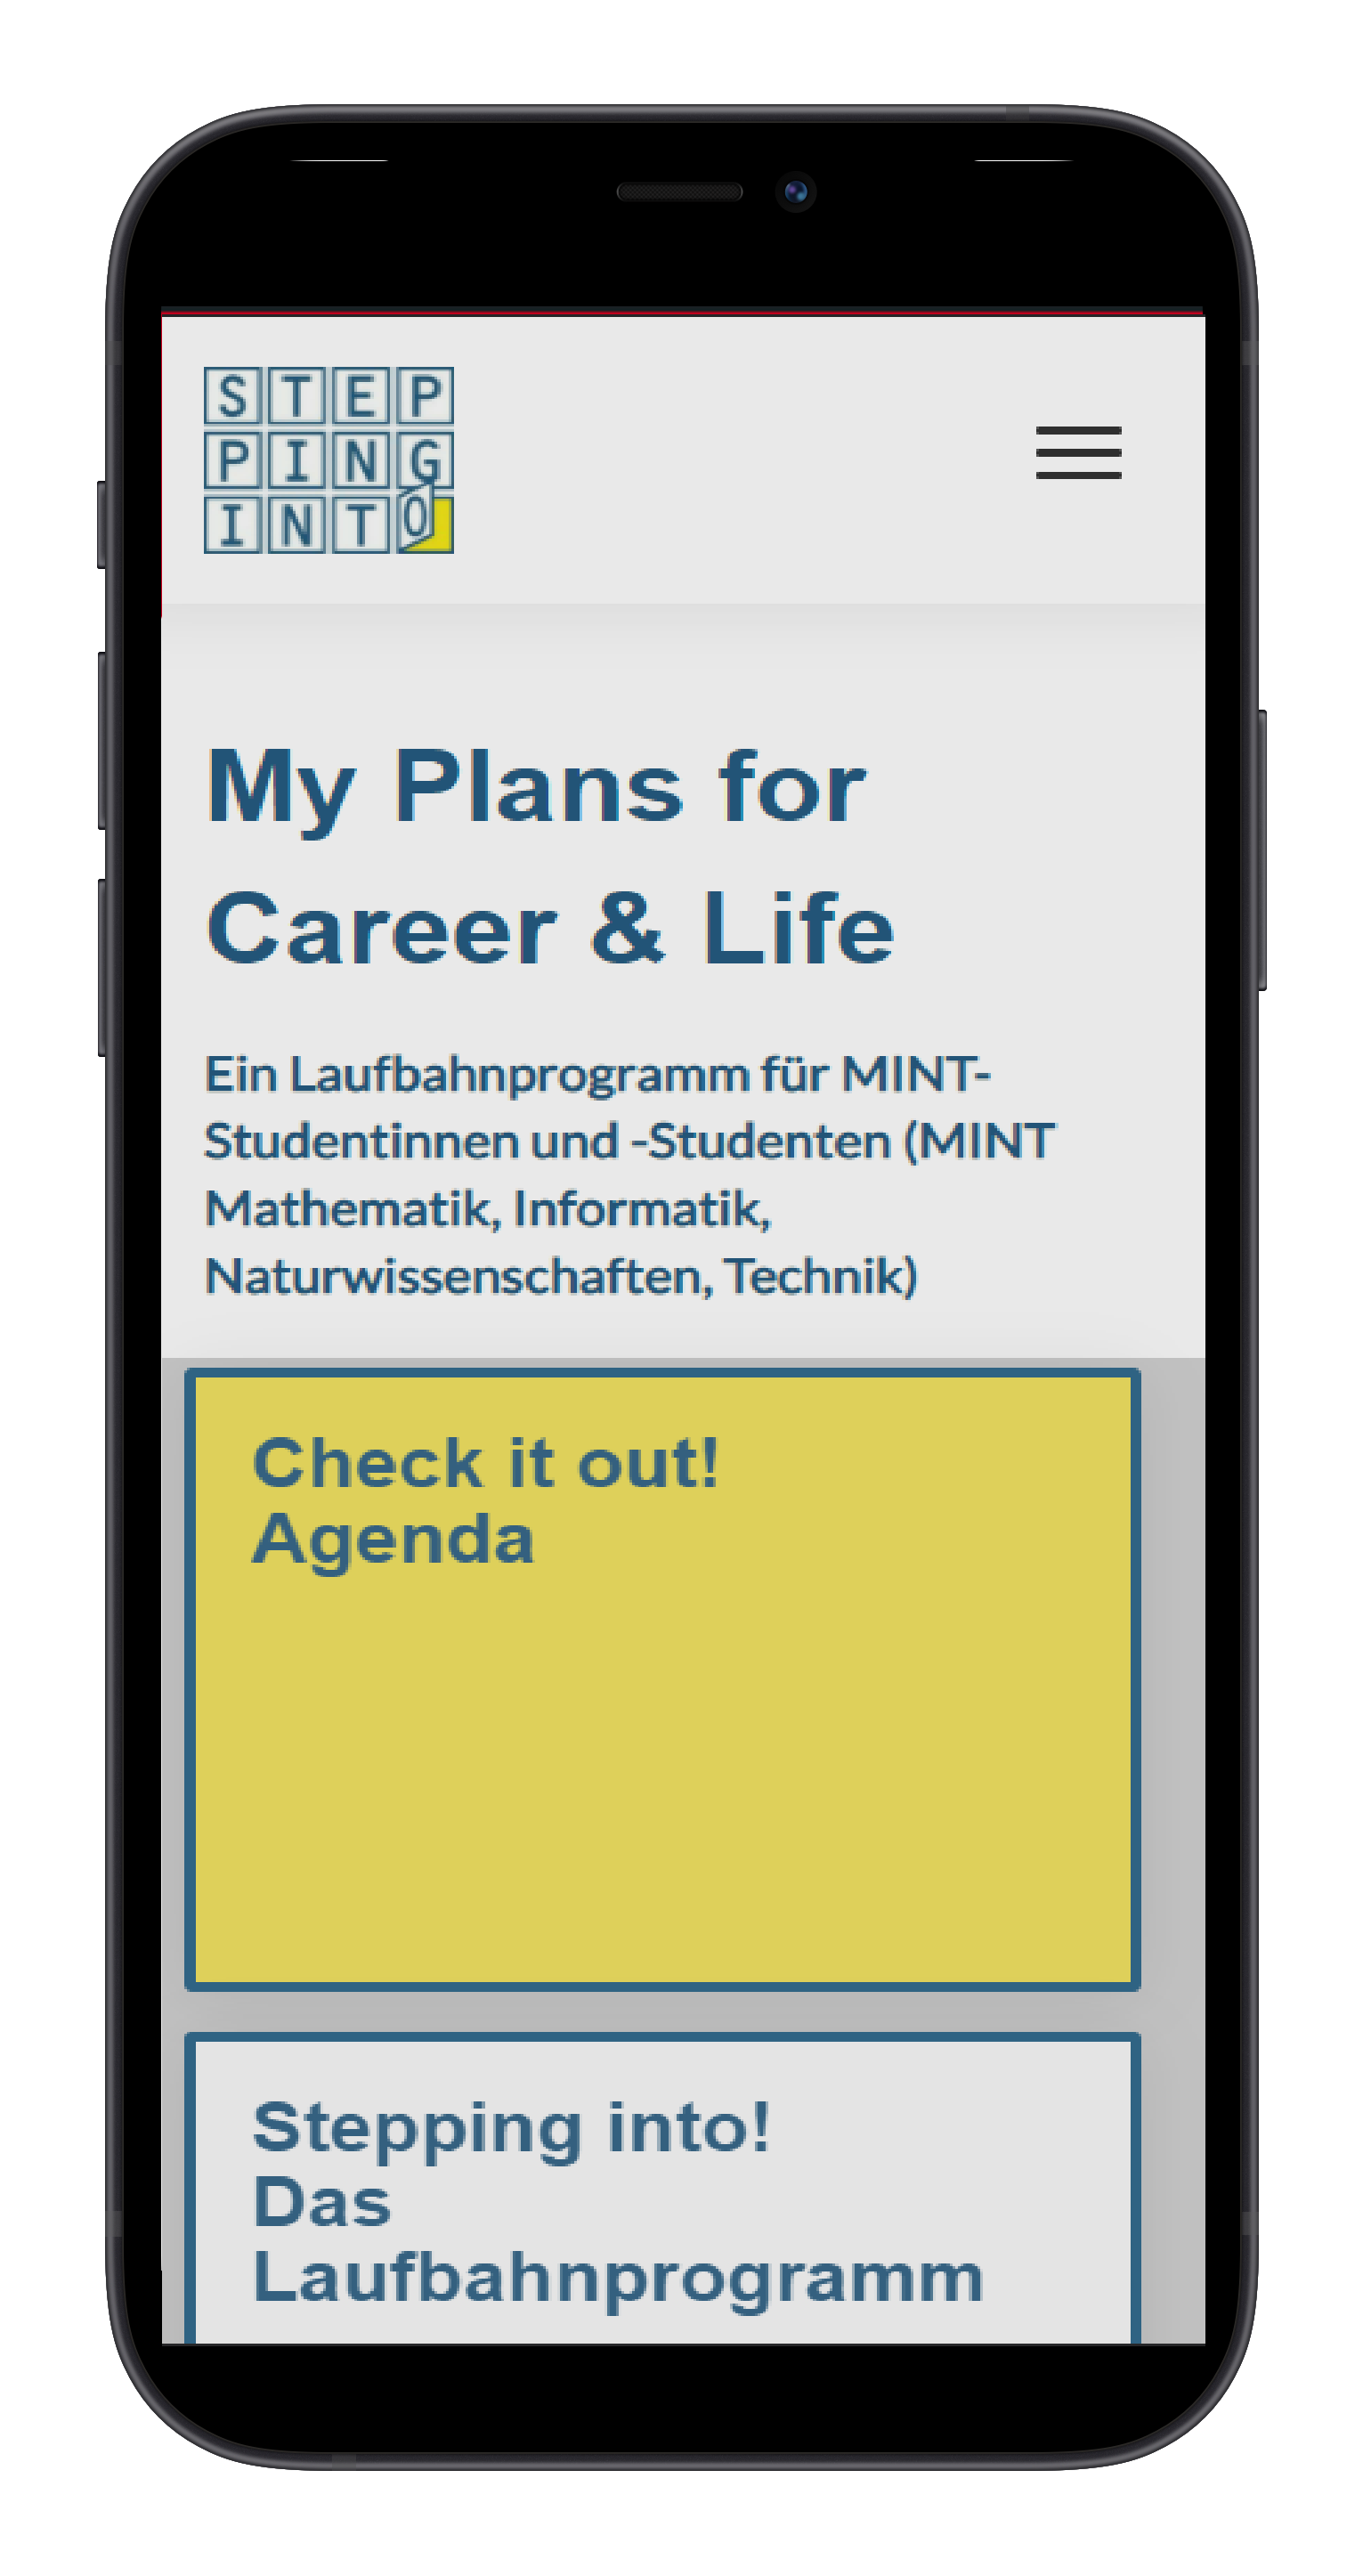 STEP
PING
INTO
My Plans for
Career & Life
Ein Laufbahnprogramm für MINT-
Studentinnen und -Studenten (MINT
Mathematik, Informatik,
Naturwissenschaften, Technik)
Check it out!
Agenda
Stepping into!
Das
Laufbahnprogramm